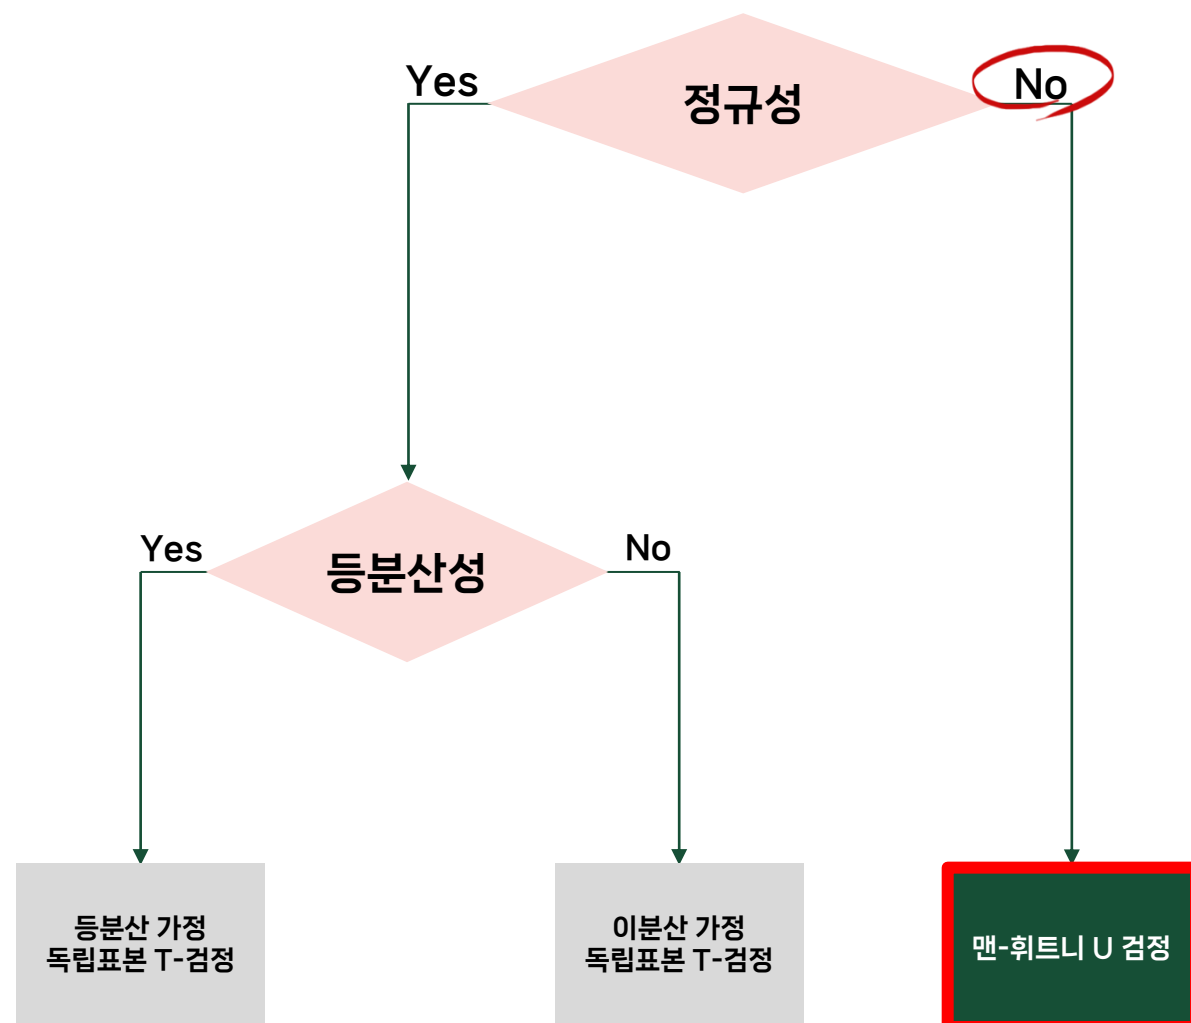 Yes
정규성
No
Yes
등분산성
No
등분산 가정
독립표본 T-검정
이분산 가정
독립표본 T-검정
맨-휘트니 U 검정